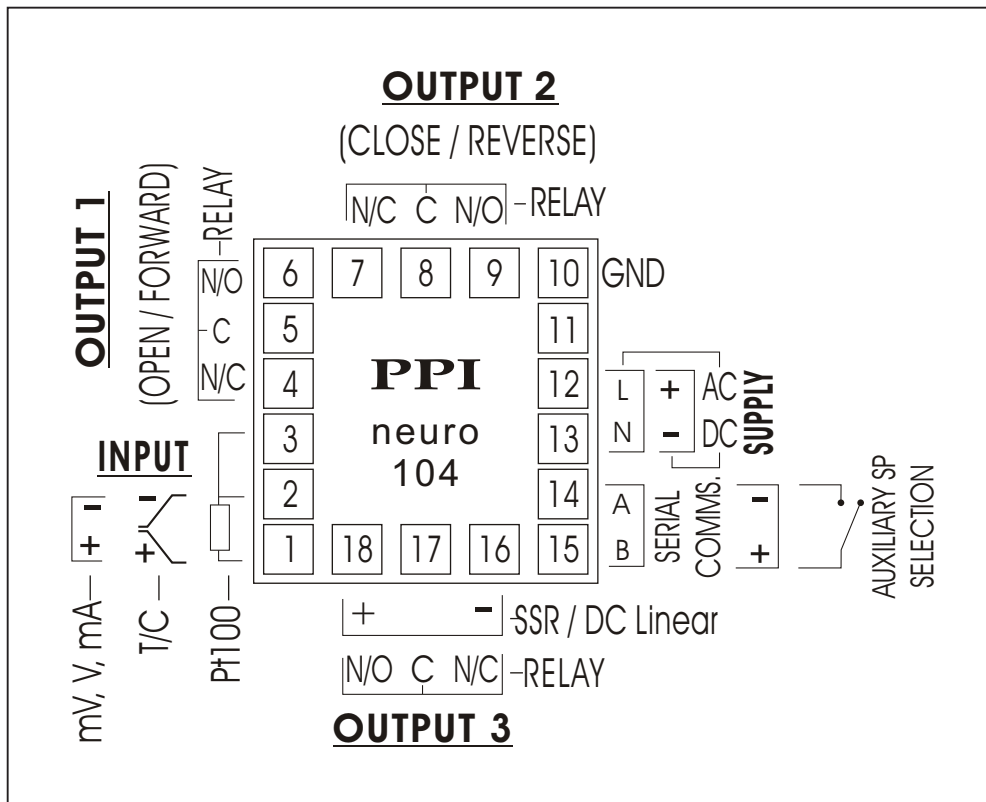 OUTPUT 2
(CLOSE / REVERSE)
N/C C N/O RELAY
OUTPUT 1
(OPEN / FORWARD)
RELAY
N/O
C
N/C
6 7 8 9 10 GND
5 11
4 12
3 13
2 14
1 18 17 16 15
PPI
neuro
104
L + AC
N - DC
SUPPLY
INPUT
- +
mV, V, mA
- +
T/C
Pt100
A
B
SERIAL
COMMS.
-
+
AUXILIARY SP
SELECTION
+ - SSR / DC Linear
N/O C N/C RELAY
OUTPUT 3